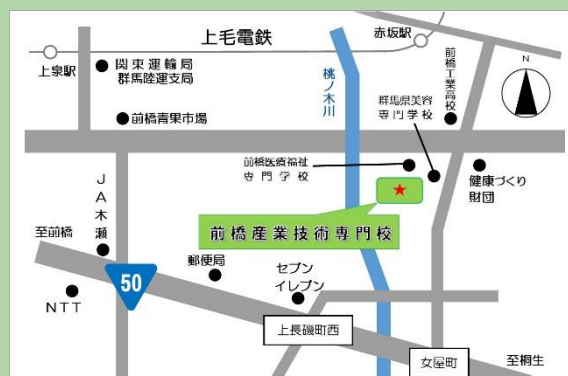 上毛電鉄
赤坂駅
上泉駅
関東運輸局
群馬陸運支局
前橋工業高校
N
桃ノ木川
群馬県美容
専門学校
前橋青果市場
前橋医療福祉
専門学校
健康づくり
財団
JA木瀬
前橋産業技術専門校
至前橋
郵便局
セブン
イレブン
50
NTT
上長磯町西
女屋町
至桐生